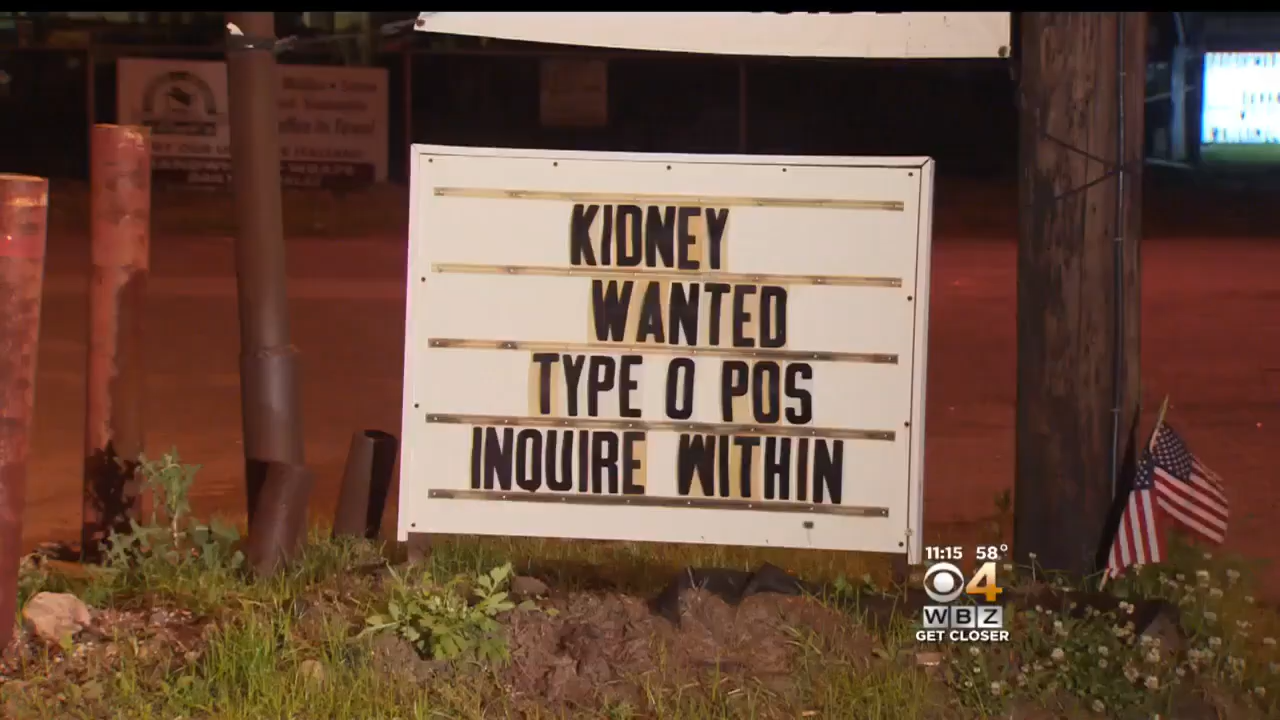 KIDNEY
WANTED
TYPE O POS
INQUIRE WITHIN
11:15 58°
4
WBZ
GET CLOSER